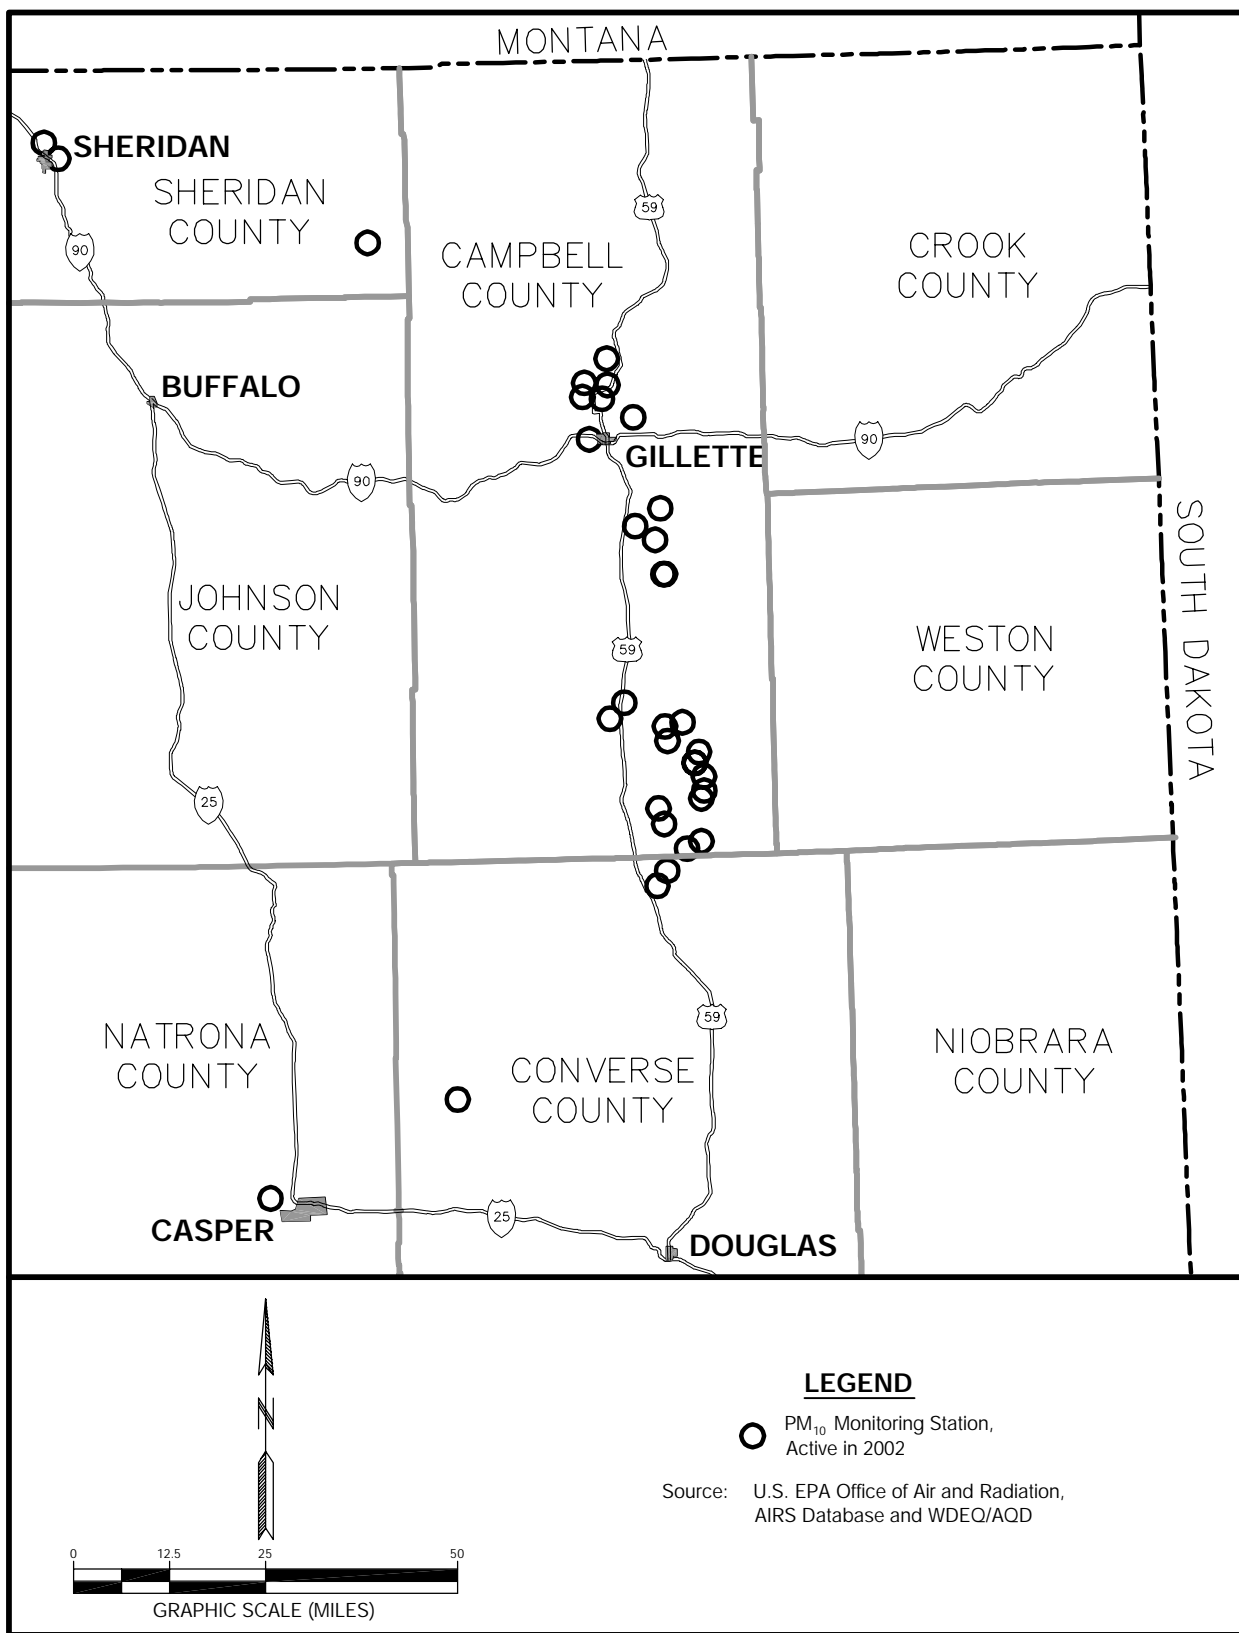 MONTANA
SHERIDAN
SHERIDAN
COUNTY
59
90
CAMPBELL
COUNTY
CROOK
COUNTY
BUFFALO
90
GILLETTE
90
SOUTH DAKOTA
JOHNSON
COUNTY
59
WESTON
COUNTY
25
59
NATRONA
COUNTY
CONVERSE
COUNTY
NIOBRARA
COUNTY
CASPER
25
DOUGLAS
N
LEGEND
PM10 Monitoring Station,
Active in 2002
Source: U.S. EPA Office of Air and Radiation,
AIRS Database and WDEQ/AQD
0 12.5 25 50
GRAPHIC SCALE (MILES)